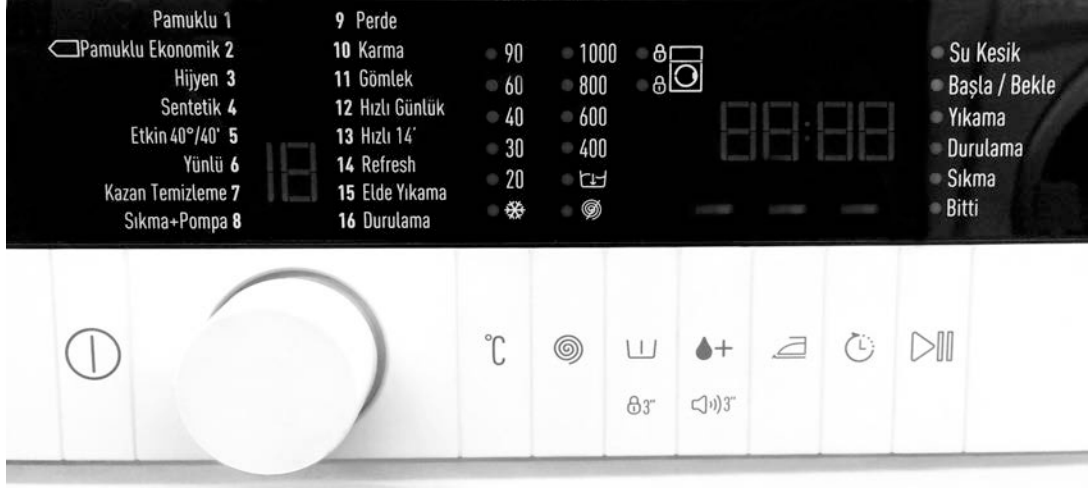 Pamuklu 1
Pamuklu Ekonomik 2
Hijyen 3
Sentetik 4
Etkin 40°/40' 5
Yünlü 6
Kazan Temizleme 7
Sıkma+Pompa 8
9 Perde
10 Karma
11 Gömlek
12 Hızlı Günlük
13 Hızlı 14'
14 Refresh
15 Elde Yıkama
16 Durulama
90
60
40
30
20
1000
800
600
400
Su Kesik
Başla / Bekle
Yıkama
Durulama
Sıkma
Bitti
18
88:88
°C
3"
3"